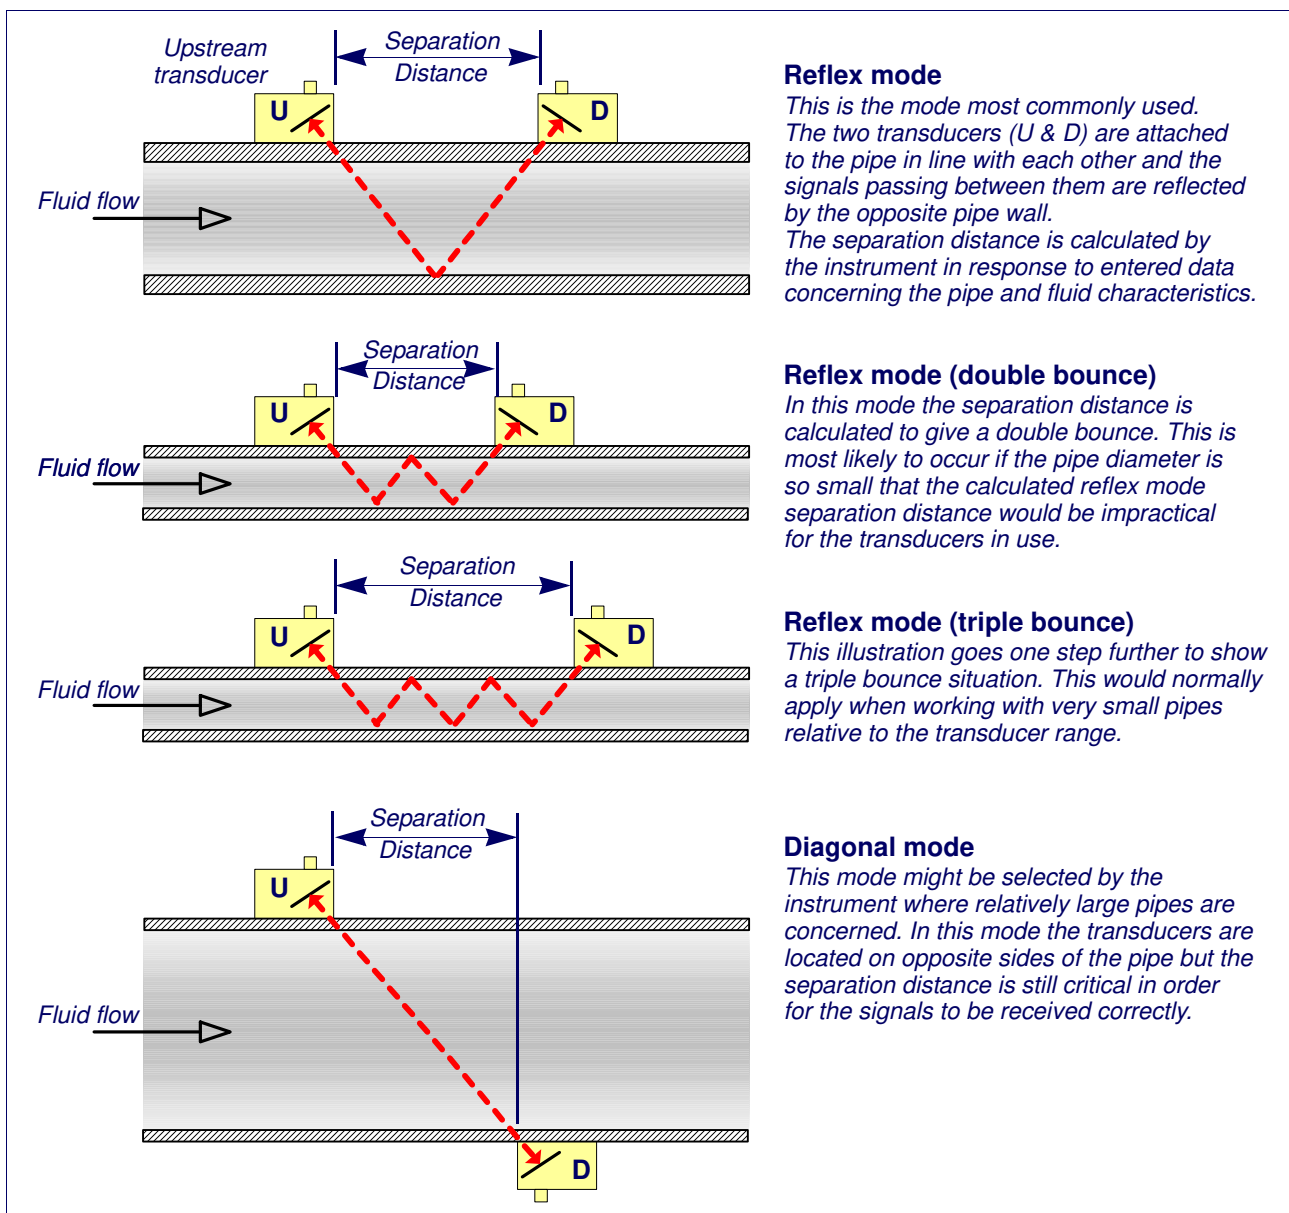 Upstream
transducer
Separation
Distance
U
D
Fluid flow
Reflex mode
This is the mode most commonly used.
The two transducers (U & D) are attached
to the pipe in line with each other and the
signals passing between them are reflected
by the opposite pipe wall.
The separation distance is calculated by
the instrument in response to entered data
concerning the pipe and fluid characteristics.
Separation
Distance
U
D
Fluid flow
Reflex mode (double bounce)
In this mode the separation distance is
calculated to give a double bounce. This is
most likely to occur if the pipe diameter is
so small that the calculated reflex mode
separation distance would be impractical
for the transducers in use.
Separation
Distance
U
D
Fluid flow
Reflex mode (triple bounce)
This illustration goes one step further to show
a triple bounce situation. This would normally
apply when working with very small pipes
relative to the transducer range.
Separation
Distance
U
D
Fluid flow
Diagonal mode
This mode might be selected by the
instrument where relatively large pipes are
concerned. In this mode the transducers are
located on opposite sides of the pipe but the
separation distance is still critical in order
for the signals to be received correctly.